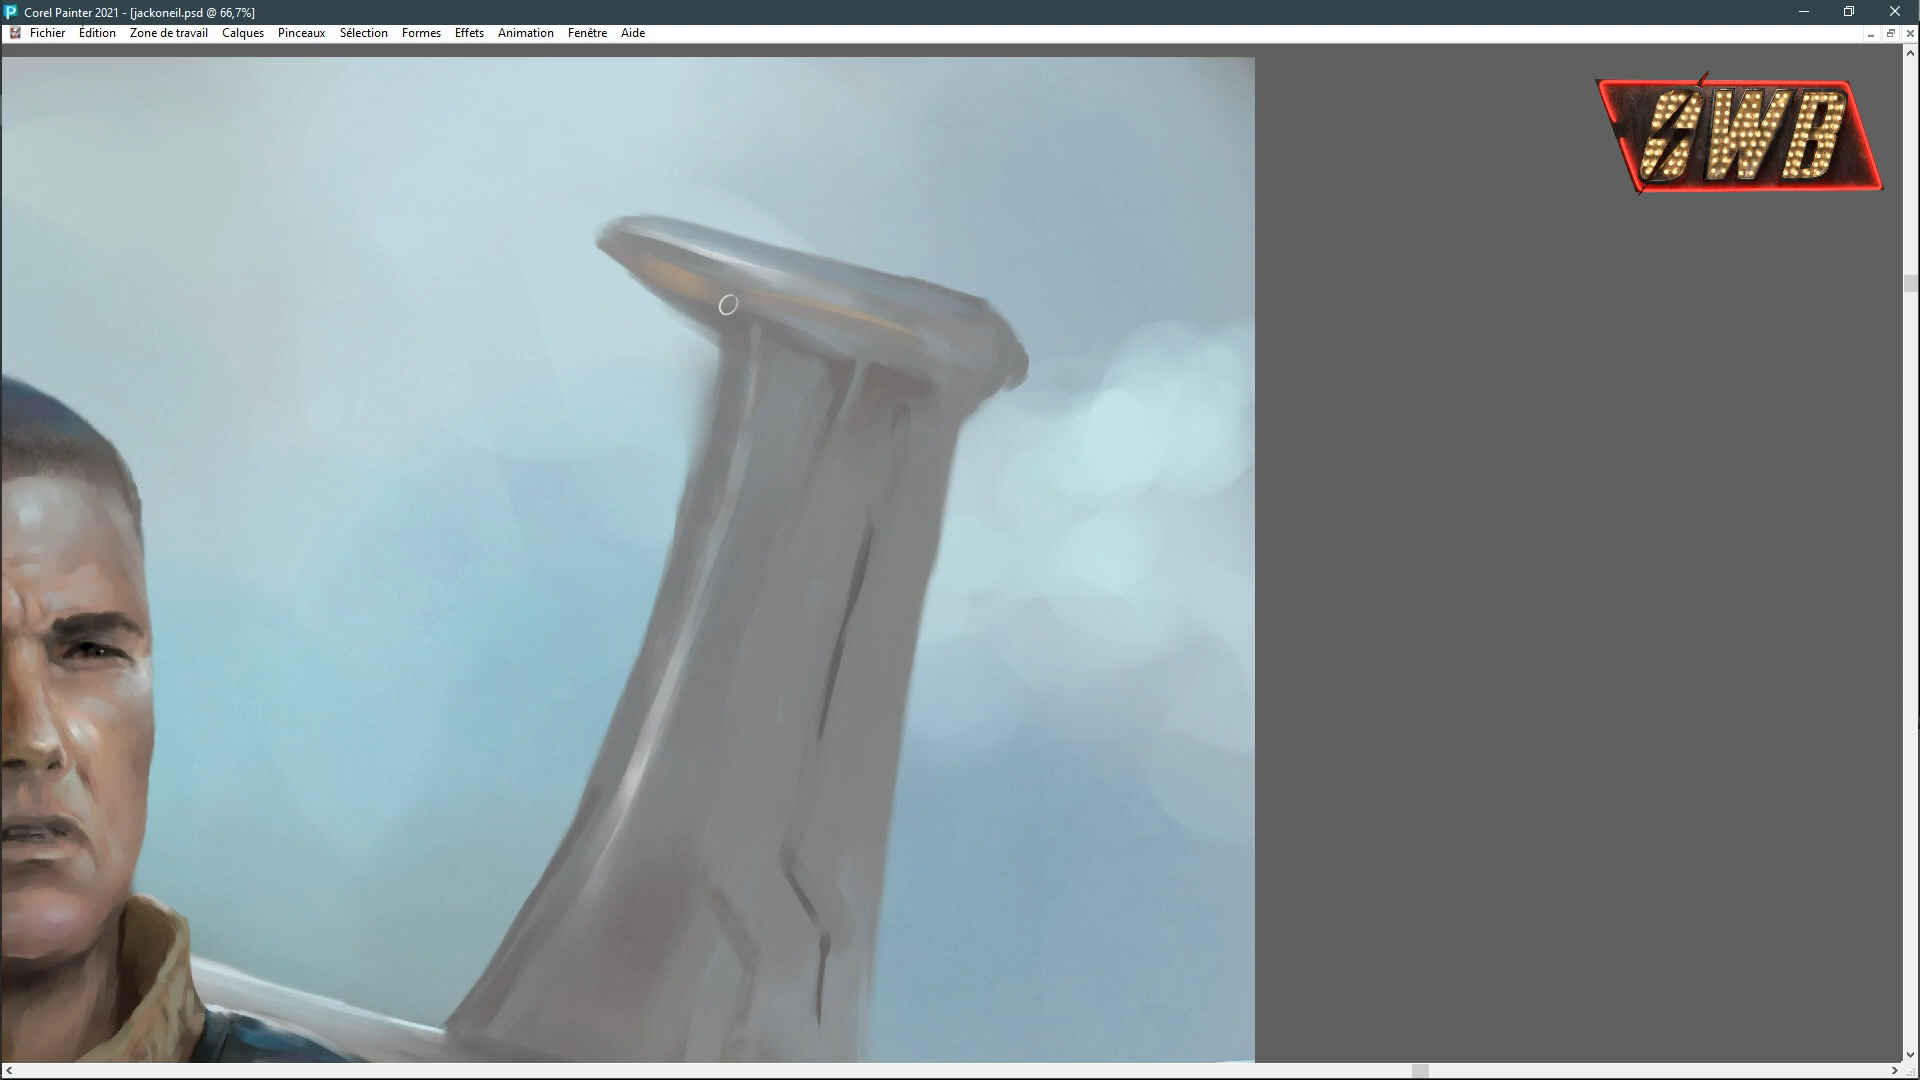 Corel Painter 2021 - [jackoneil.psd @ 66,7%]
Fichier Édition Zone de travail Calques Pinceaux Sélection Formes Effets Animation Fenêtre Aide
GWB